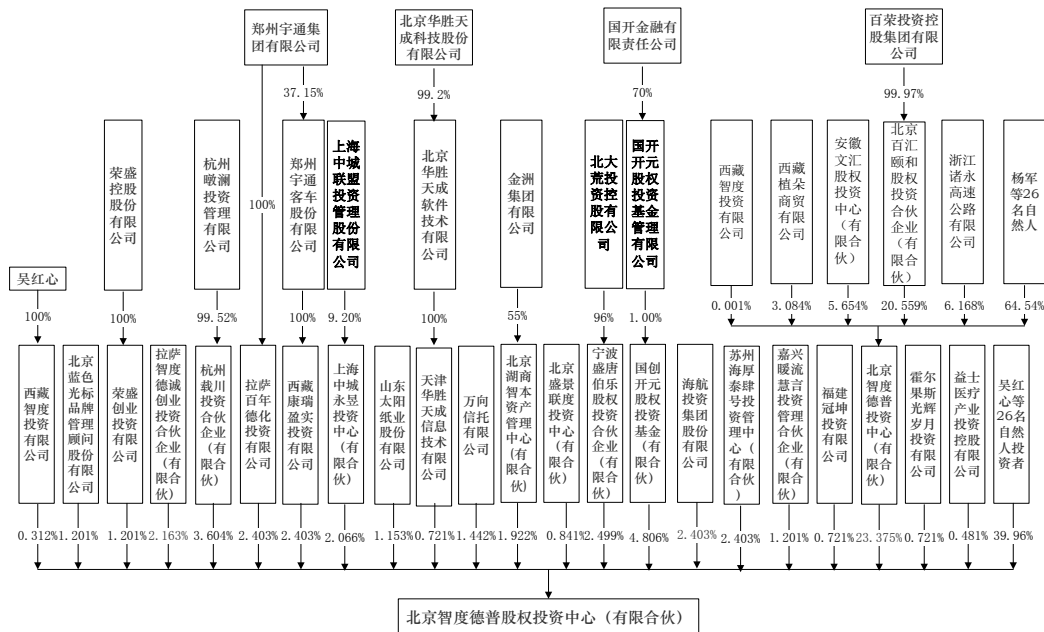 郑州宇通集
团有限公司
北京华胜天
成科技股份
有限公司
国开金融有
限责任公司
百荣投资控
股集团有限
公司
37.15%
99.2%
70%
99.97%
荣盛控股股份有限公司
杭州暾澜投资管理有限公司
100%
郑州宇通客车股份有限公司
上海中城联盟投资管理股份有限公司
北京华胜天成软件技术有限公司
金洲集团有限公司
北大荒投资控股有限公司
国开开元股权投资基金管理有限公司
西藏智度投资有限公司
西藏植朵商贸有限公司
安徽文汇股权投资中心（有限合伙）
北京百汇颐和股权投资合伙企业（有限合伙）
浙江诸永高速公路有限公司
杨军等26名自然人
吴红心
100%
100%
99.52%
100%
9.20%
100%
55%
96%
1.00%
0.001%
3.084%
5.654%
20.559%
6.168%
64.54%
西藏智度投资有限公司
北京蓝色光标品牌管理顾问股份有限公司
荣盛创业投资有限公司
拉萨智度德诚创业投资合伙企业(有限合伙)
杭州载川投资合伙企业（有限合伙）
拉萨百年德化投资有限公司
西藏康瑞盈实投资有限公司
上海中城永昱投资中心（有限合伙）
山东太阳纸业股份有限公司
天津华胜天成信息技术有限公司
万向信托有限公司
北京湖商智本资产管理中心(有限合伙)
北京盛景联度投资中心（有限合伙）
宁波盛唐伯乐股权投资合伙企业（有限合伙）
国创开元股权投资基金（有限合伙）
海航投资集团股份有限公司
苏州厚海泰肆号投资管理中心（有限合伙）
嘉兴暖流慧言投资管理合伙企业（有限合伙）
福建冠坤投资有限公司
北京智度德普投资中心（有限合伙）
霍尔果斯光辉岁月投资有限公司
益士医疗产业投资控股有限公司
吴红心等26名自然人投资者
0.312%
1.201%
1.201%
2.163%
3.604%
2.403%
2.403%
2.066%
1.153%
0.721%
1.442%
1.922%
0.841%
2.499%
4.806%
2.403%
2.403%
1.201%
0.721%
23.375%
0.721%
0.481%
39.96%
北京智度德普股权投资中心（有限合伙）